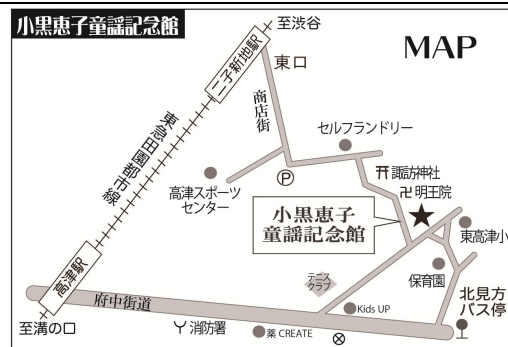 小黒恵子童謡記念館
至渋谷
MAP
二子新地駅
東口
商店街
セルフランドリー
東急田園都市線
高津スポーツ
センター
P
諏訪神社
卍明王院
小黒恵子
童謡記念館
東高津小
高津駅
テニス
クラブ
保育園
北見方
バス停
府中街道
Kids UP
至溝の口
消防署
薬 CREATE